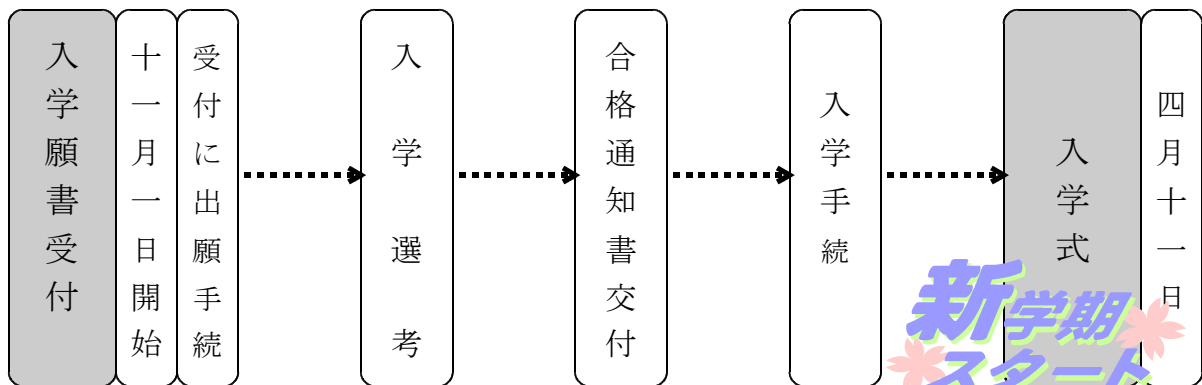 入学願書受付
十一月一日開始
受付に出願手続
入学選考
合格通知書交付
入学手続
入学式
四月十一日
新学期
スタート